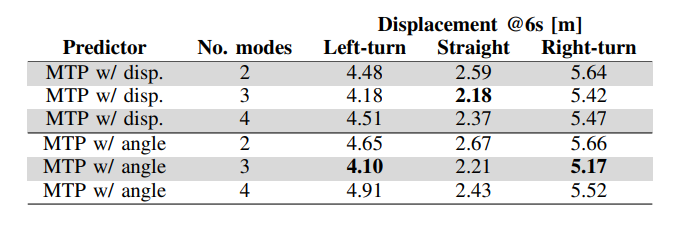 Displacement @6s [m]
Predictor No. modes Left-turn Straight Right-turn
MTP w/ disp. 2 4.48 2.59 5.64
MTP w/ disp. 3 4.18 2.18 5.42
MTP w/ disp. 4 4.51 2.37 5.47
MTP w/ angle 2 4.65 2.67 5.66
MTP w/ angle 3 4.10 2.21 5.17
MTP w/ angle 4 4.91 2.43 5.52